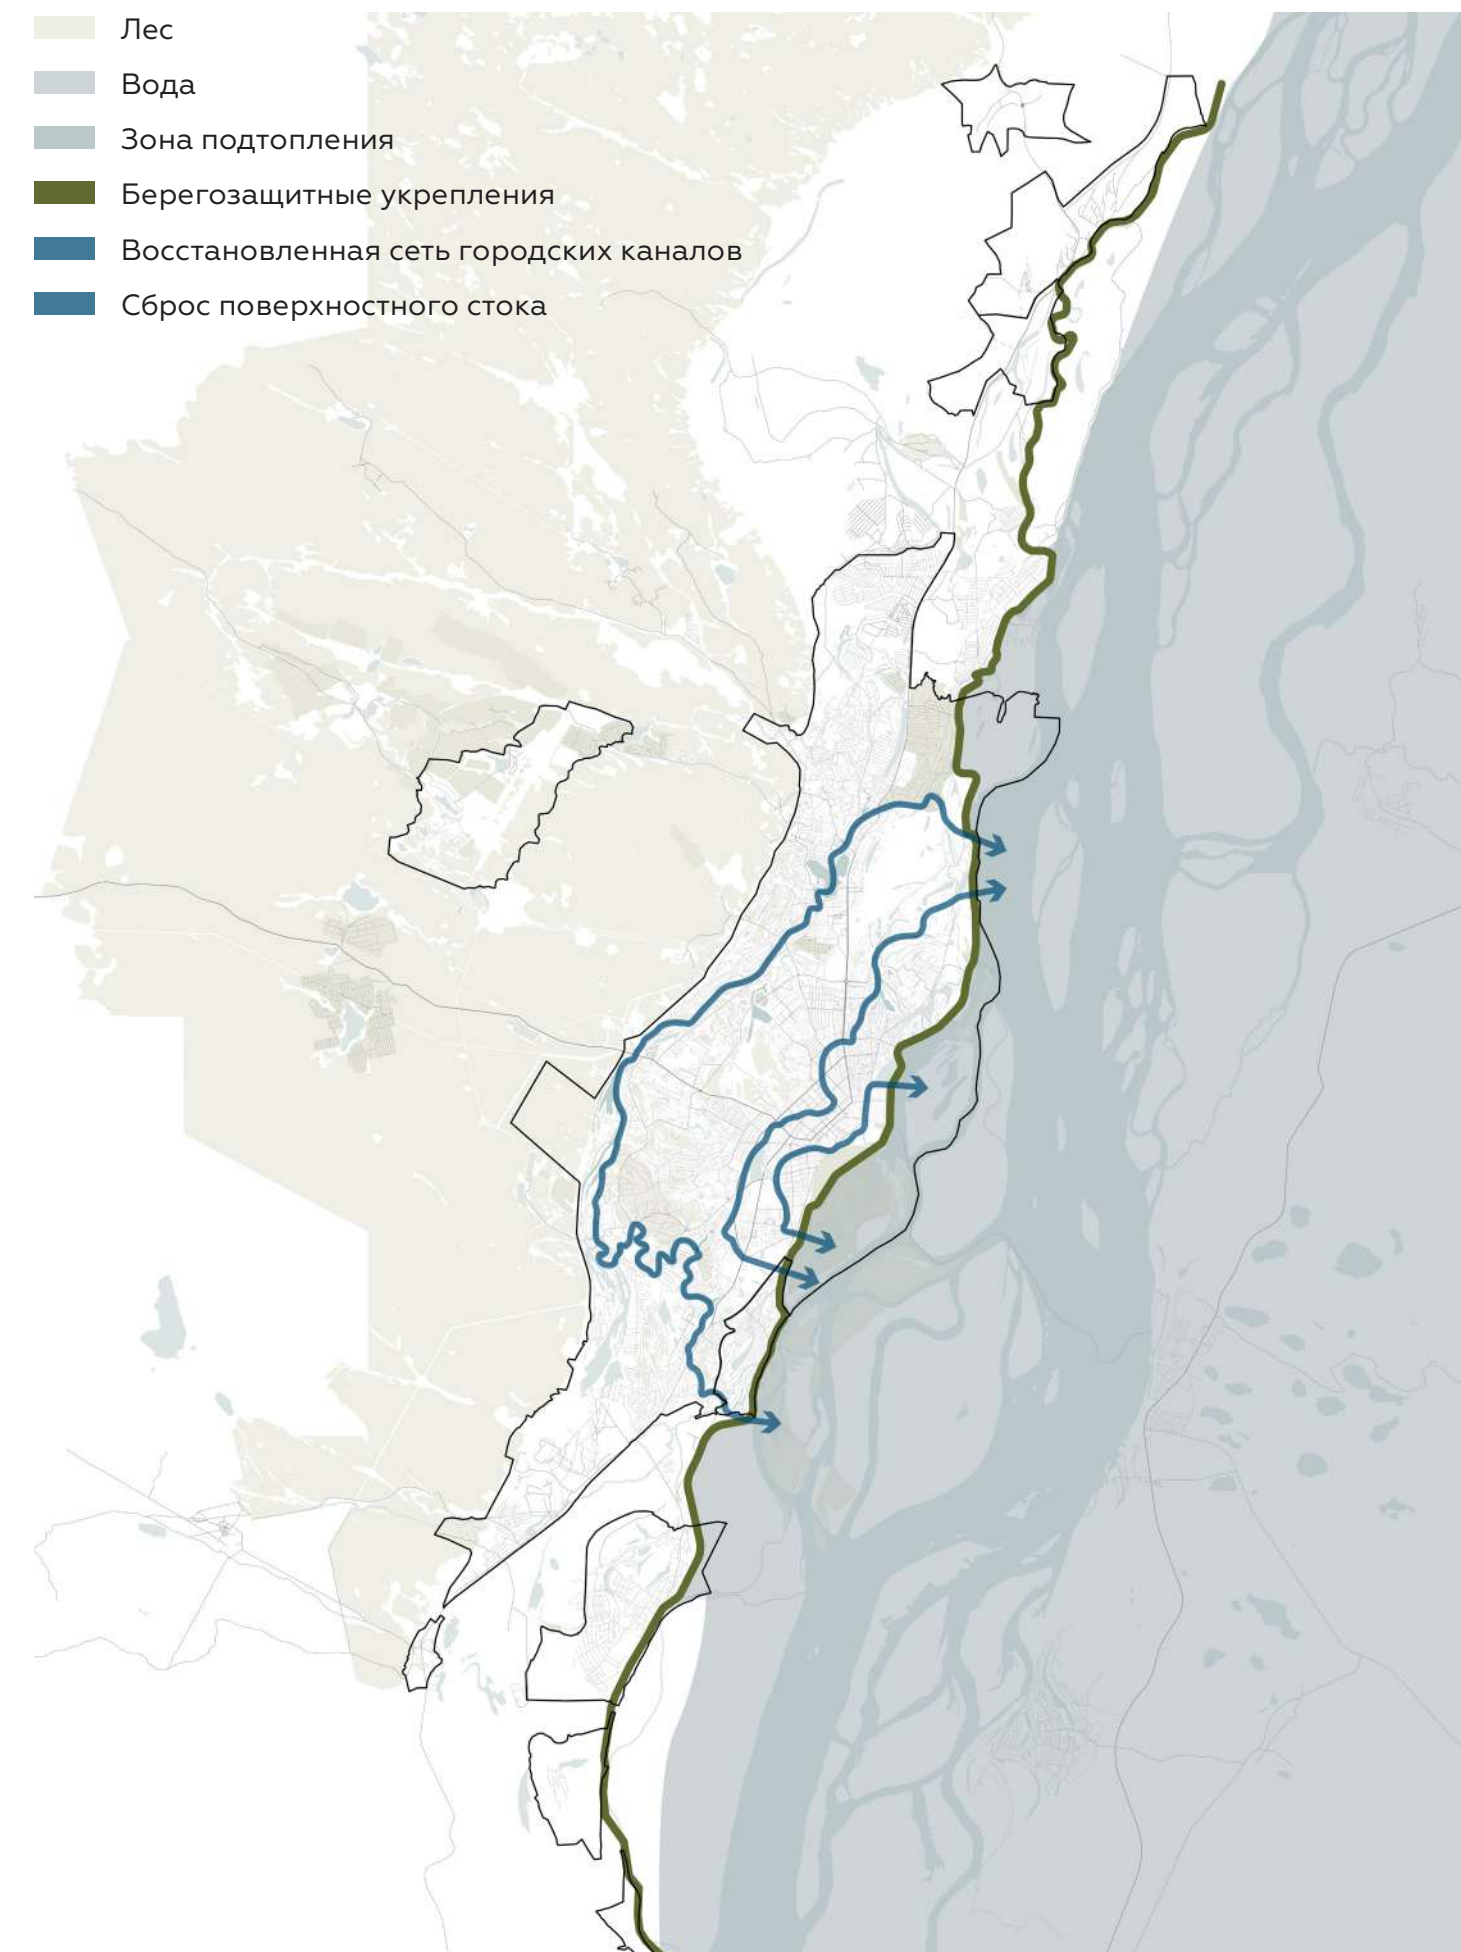 Лес
Вода
Зона подтопления
Берегозащитные укрепления
Восстановленная сеть городских каналов
Сброс поверхностного стока